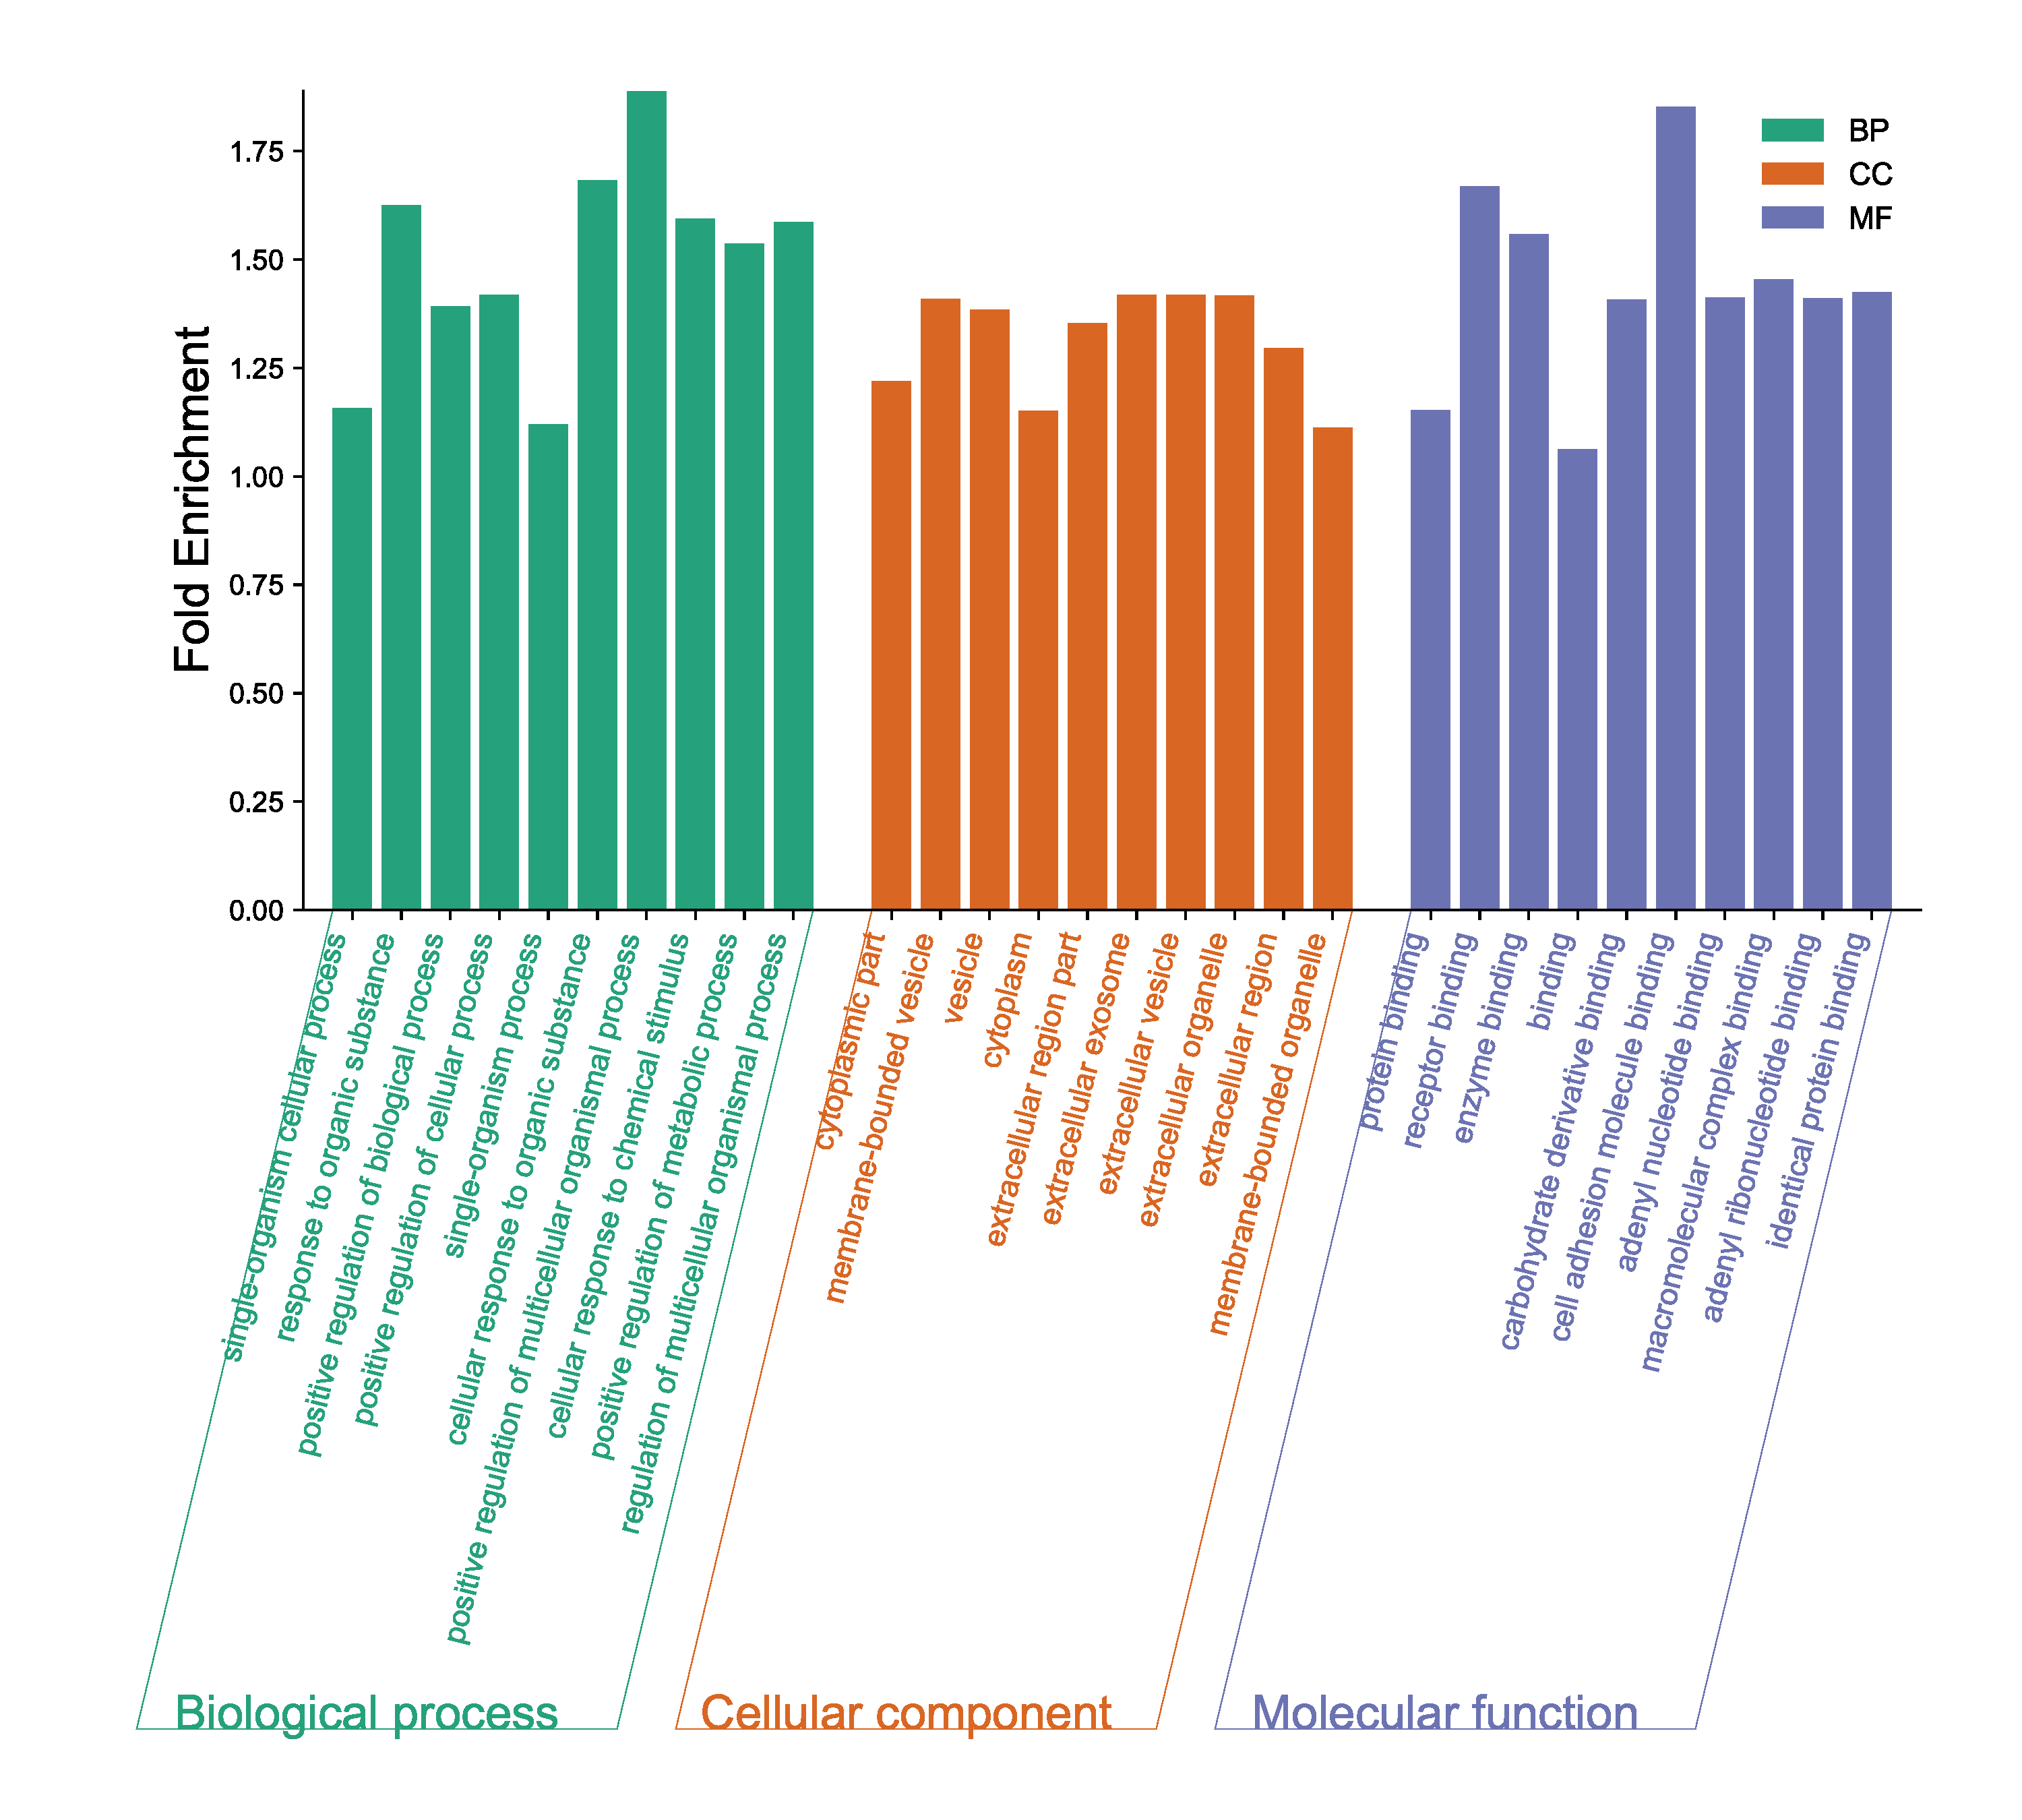 BP
CC
MF
Fold Enrichment
1.75
1.50
1.25
1.00
0.75
0.50
0.25
0.00
single-organism cellular process
response to organic substance
positive regulation of biological process
positive regulation of cellular process
single-organism process
cellular response to organic substance
positive regulation of multicellular organismal process
cellular response to chemical stimulus
positive regulation of metabolic process
regulation of multicellular organismal process
cytoplasmic part
membrane-bounded vesicle
vesicle
cytoplasm
extracellular region part
extracellular exosome
extracellular vesicle
extracellular organelle
extracellular region
membrane-bounded organelle
protein binding
receptor binding
enzyme binding
binding
carbohydrate derivative binding
cell adhesion molecule binding
adenyl nucleotide binding
macromolecular complex binding
adenyl ribonucleotide binding
identical protein binding
Biological process
Cellular component
Molecular function